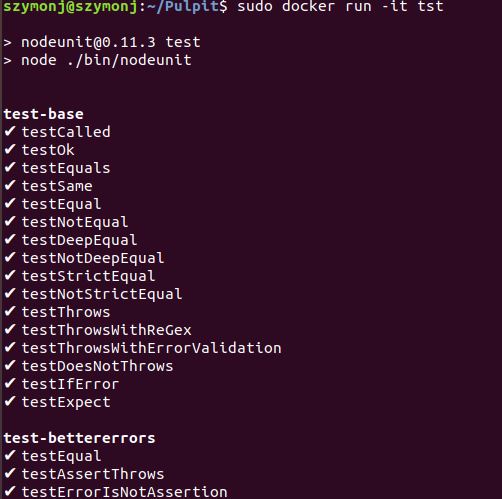 szymonj@szymonj:~/Pulpit$ sudo docker run -it tst
> nodeunit@0.11.3 test
> node ./bin/nodeunit
test-base
✔ testCalled
✔ testOk
✔ testEquals
✔ testSame
✔ testEqual
✔ testNotEqual
✔ testDeepEqual
✔ testNotDeepEqual
✔ testStrictEqual
✔ testNotStrictEqual
✔ testThrows
✔ testThrowsWithReGex
✔ testThrowsWithErrorValidation
✔ testDoesNotThrows
✔ testIfError
✔ testExpect
test-bettererrors
✔ testEqual
✔ testAssertThrows
✔ testErrorIsNotAssertion